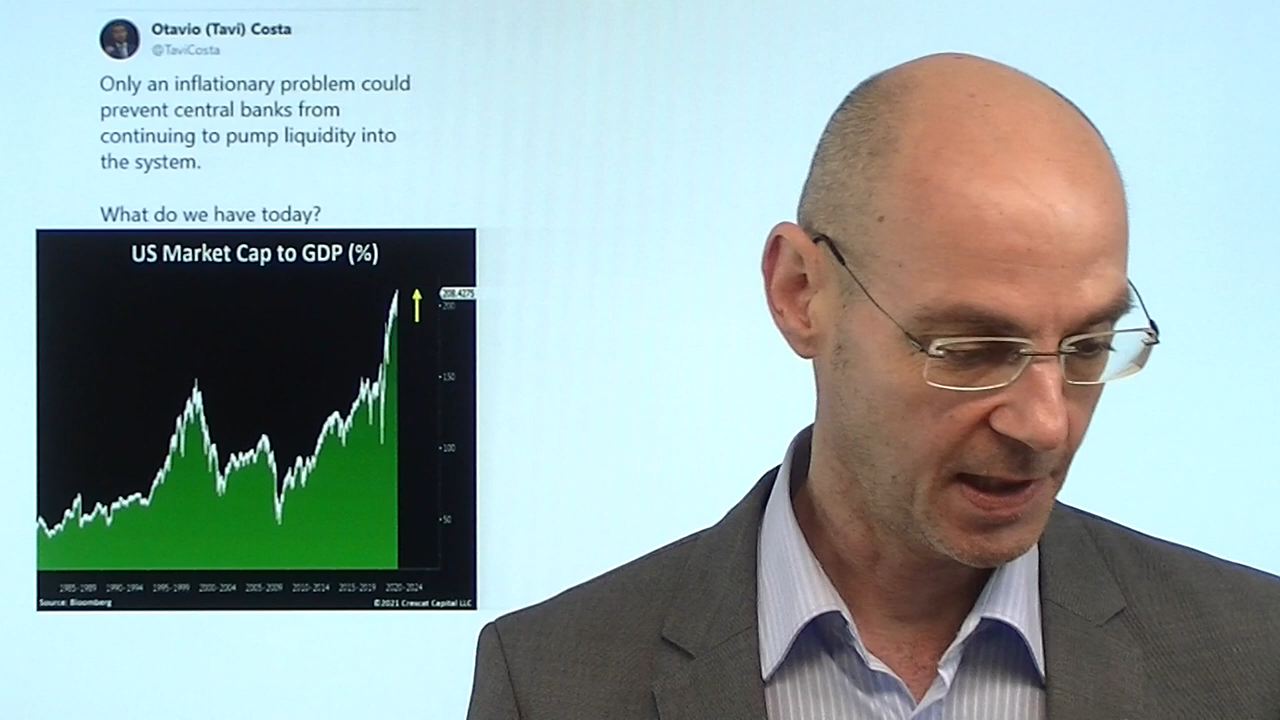 Otavio (Tavi) Costa
@TaviCosta
Only an inflationary problem could
prevent central banks from
continuing to pump liquidity into
the system.
What do we have today?
US Market Cap to GDP (%)
208.4275
200
150
100
50
1985-1989 1990-1994 1995-1999 2000-2004 2005-2009 2010-2014 2015-2019 2020-2024
Source: Bloomberg ©2021 Crescat Capital LLC